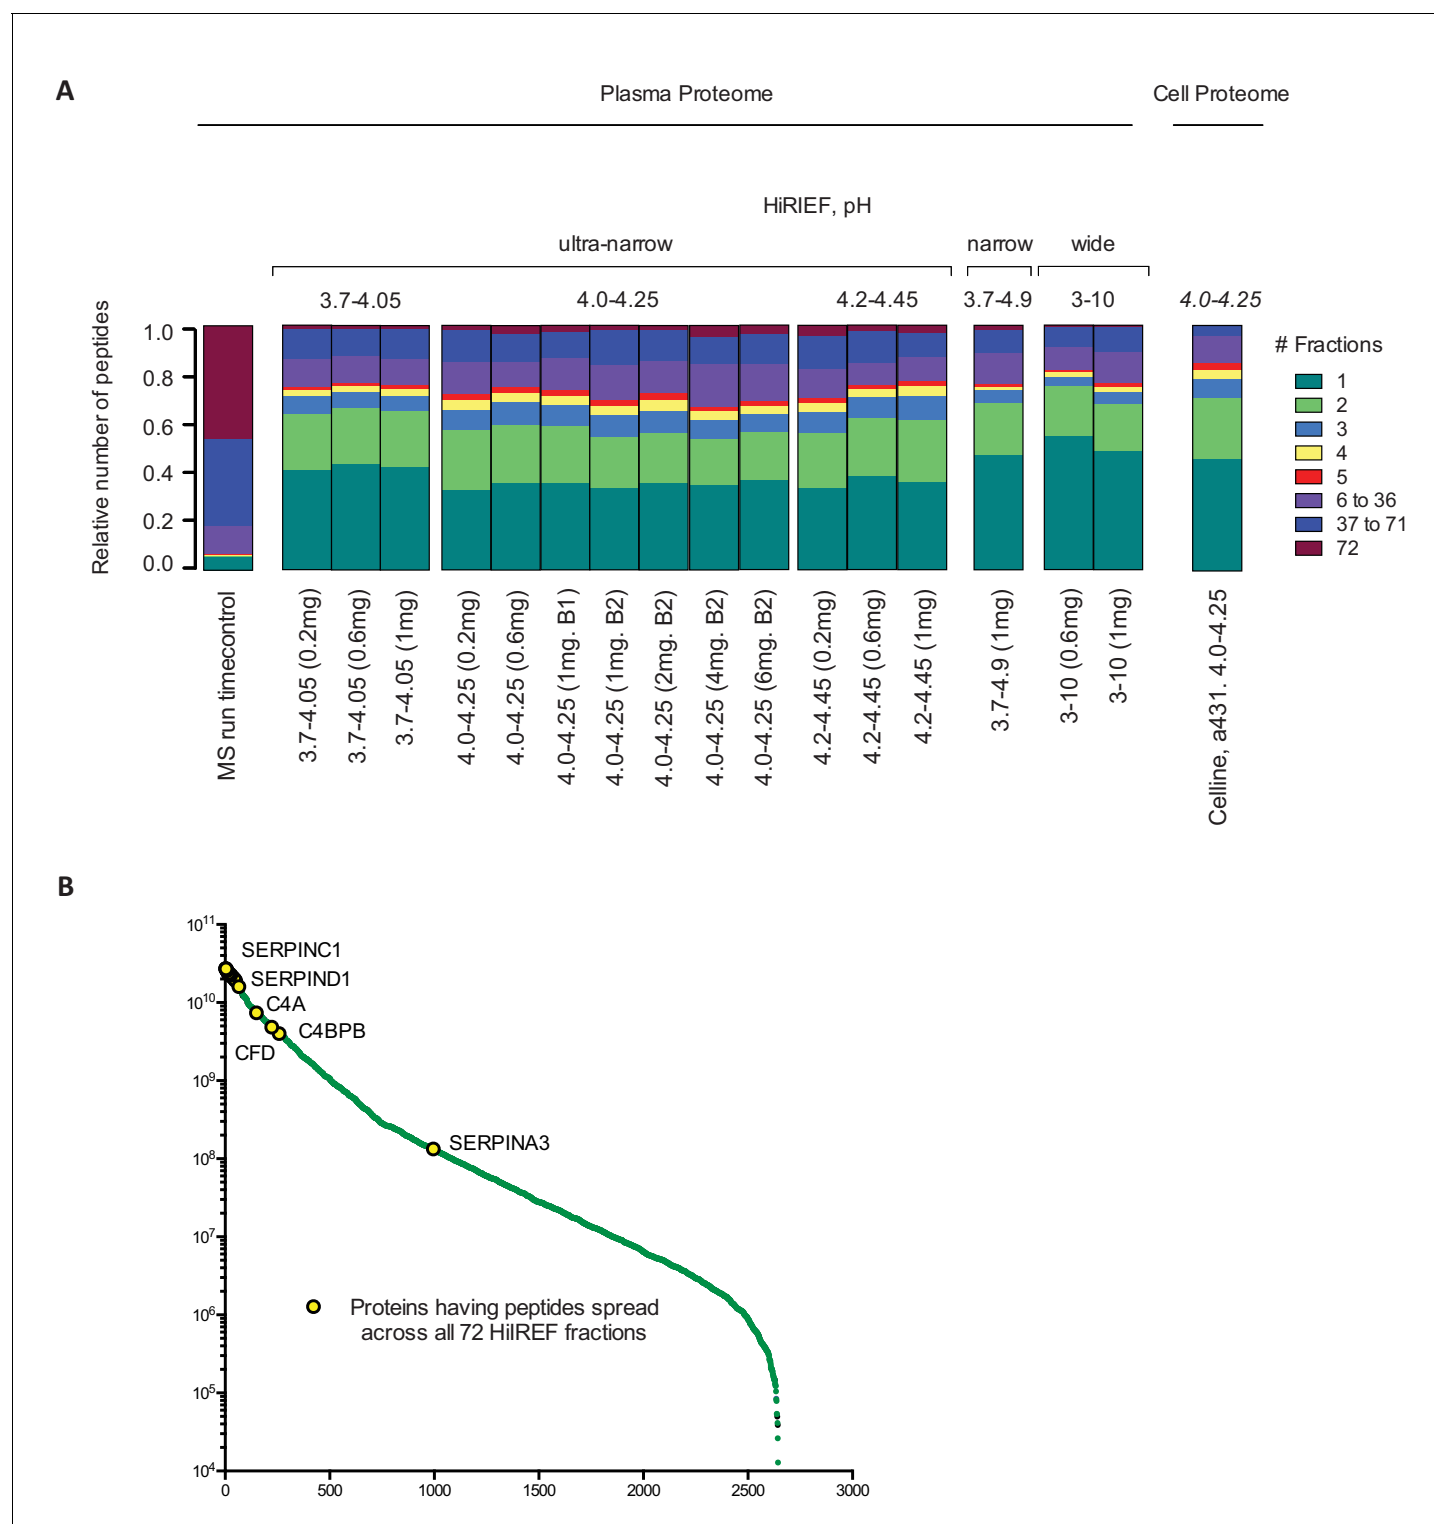 A
Plasma Proteome
Cell Proteome
HiRIEF, pH
ultra-narrow
narrow
wide
3.7-4.05
4.0-4.25
4.2-4.45
3.7-4.9
3-10
4.0-4.25
Relative number of peptides
1.0
0.8
0.6
0.4
0.2
0.0
# Fractions
1
2
3
4
5
6 to 36
37 to 71
72
MS run timecontrol
3.7-4.05 (0.2mg)
3.7-4.05 (0.6mg)
3.7-4.05 (1mg)
4.0-4.25 (0.2mg)
4.0-4.25 (0.6mg)
4.0-4.25 (1mg. B1)
4.0-4.25 (1mg. B2)
4.0-4.25 (2mg. B2)
4.0-4.25 (4mg. B2)
4.0-4.25 (6mg. B2)
4.2-4.45 (0.2mg)
4.2-4.45 (0.6mg)
4.2-4.45 (1mg)
3.7-4.9 (1mg)
3-10 (0.6mg)
3-10 (1mg)
Celline, a431. 4.0-4.25
B
10¹¹
10¹⁰
10⁹
10⁸
10⁷
10⁶
10⁵
10⁴
SERPINC1
SERPIND1
C4A
C4BPB
CFD
SERPINA3
Proteins having peptides spread
across all 72 HiIREF fractions
0
500
1000
1500
2000
2500
3000